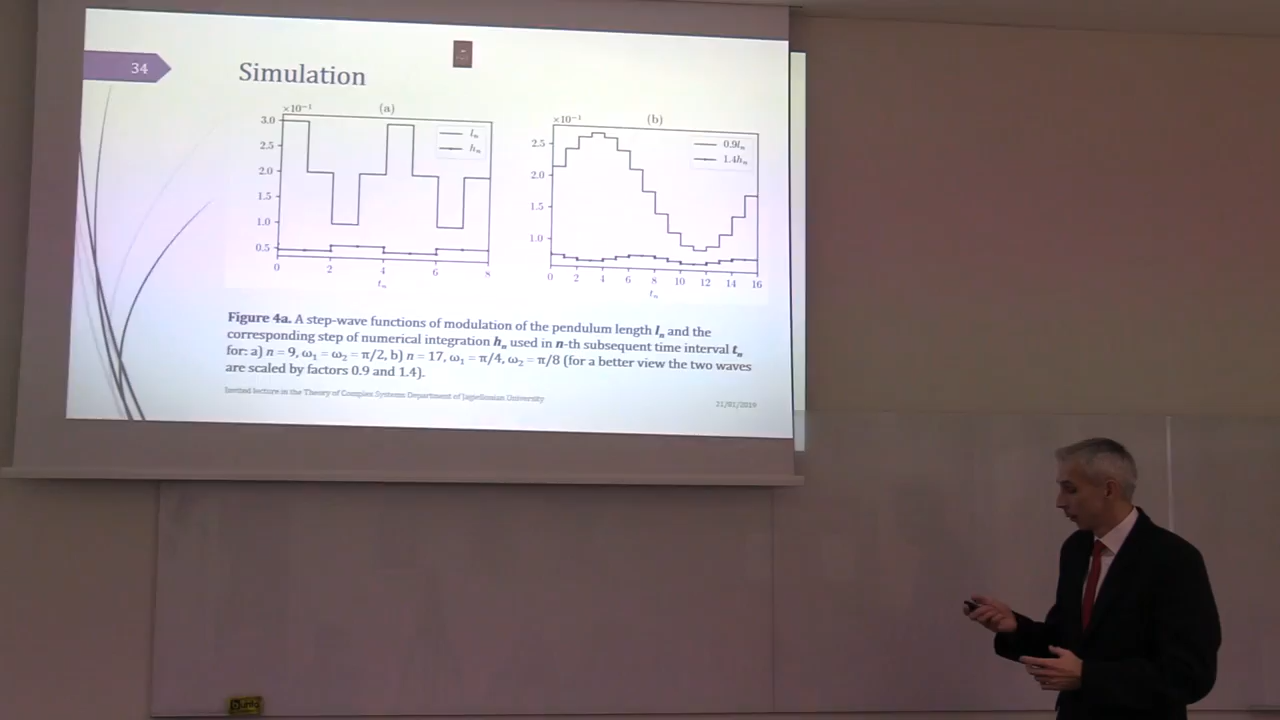 34
Simulation
×10⁻¹
(a)
3.0
2.5
2.0
1.5
1.0
0.5
0 2 4 6 8
tₙ
lₙ
hₙ
×10⁻¹
(b)
2.5
2.0
1.5
1.0
0 2 4 6 8 10 12 14 16
tₙ
0.9lₙ
1.4hₙ
Figure 4a. A step-wave functions of modulation of the pendulum length lₙ and the
corresponding step of numerical integration hₙ used in n-th subsequent time interval tₙ
for: a) n = 9, ω₁ = ω₂ = π/2, b) n = 17, ω₁ = π/4, ω₂ = π/8 (for a better view the two waves
are scaled by factors 0.9 and 1.4).
Invited lecture in the Theory of Complex Systems Department of Jagiellonian University
21/01/2019